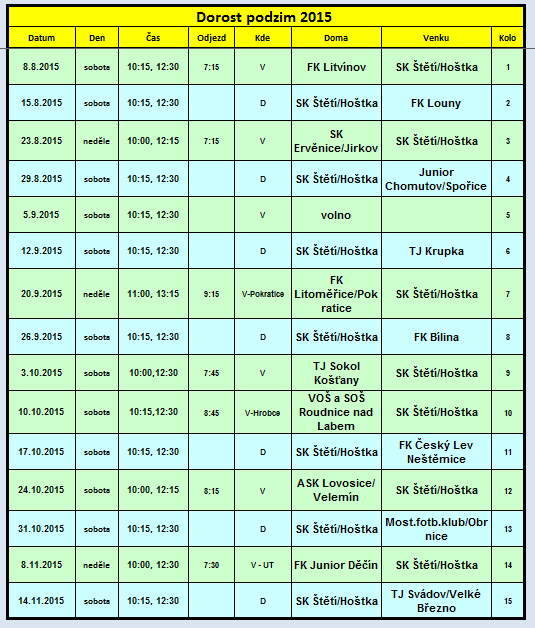 Dorost podzim 2015
Datum Den Čas Odjezd Kde Doma Venku Kolo
8.8.2015 sobota 10:15, 12:30 7:15 V FK Litvínov SK Štětí/Hoštka 1
15.8.2015 sobota 10:15, 12:30 D SK Štětí/Hoštka FK Louny 2
23.8.2015 neděle 10:00, 12:15 7:15 V SK Ervěnice/Jirkov SK Štětí/Hoštka 3
29.8.2015 sobota 10:15, 12:30 D SK Štětí/Hoštka Junior Chomutov/Spořice 4
5.9.2015 sobota 10:15, 12:30 V volno 5
12.9.2015 sobota 10:15, 12:30 D SK Štětí/Hoštka TJ Krupka 6
20.9.2015 neděle 11:00, 13:15 9:15 V-Pokratice FK Litoměřice/Pokratice SK Štětí/Hoštka 7
26.9.2015 sobota 10:15, 12:30 D SK Štětí/Hoštka FK Bílina 8
3.10.2015 sobota 10:00,12:30 7:45 V TJ Sokol Košťany SK Štětí/Hoštka 9
10.10.2015 sobota 10:15,12:30 8:45 V-Hrobce VOŠ a SOŠ Roudnice nad Labem SK Štětí/Hoštka 10
17.10.2015 sobota 10:15, 12:30 D SK Štětí/Hoštka FK Český Lev Neštěmice 11
24.10.2015 sobota 10:00, 12:15 8:15 V ASK Lovosice/Velemín SK Štětí/Hoštka 12
31.10.2015 sobota 10:15, 12:30 D SK Štětí/Hoštka Most.fotb.klub/Obrnice 13
8.11.2015 neděle 10:00, 12:30 7:30 V - UT FK Junior Děčín SK Štětí/Hoštka 14
14.11.2015 sobota 10:15, 12:30 D SK Štětí/Hoštka TJ Svádov/Velké Březno 15